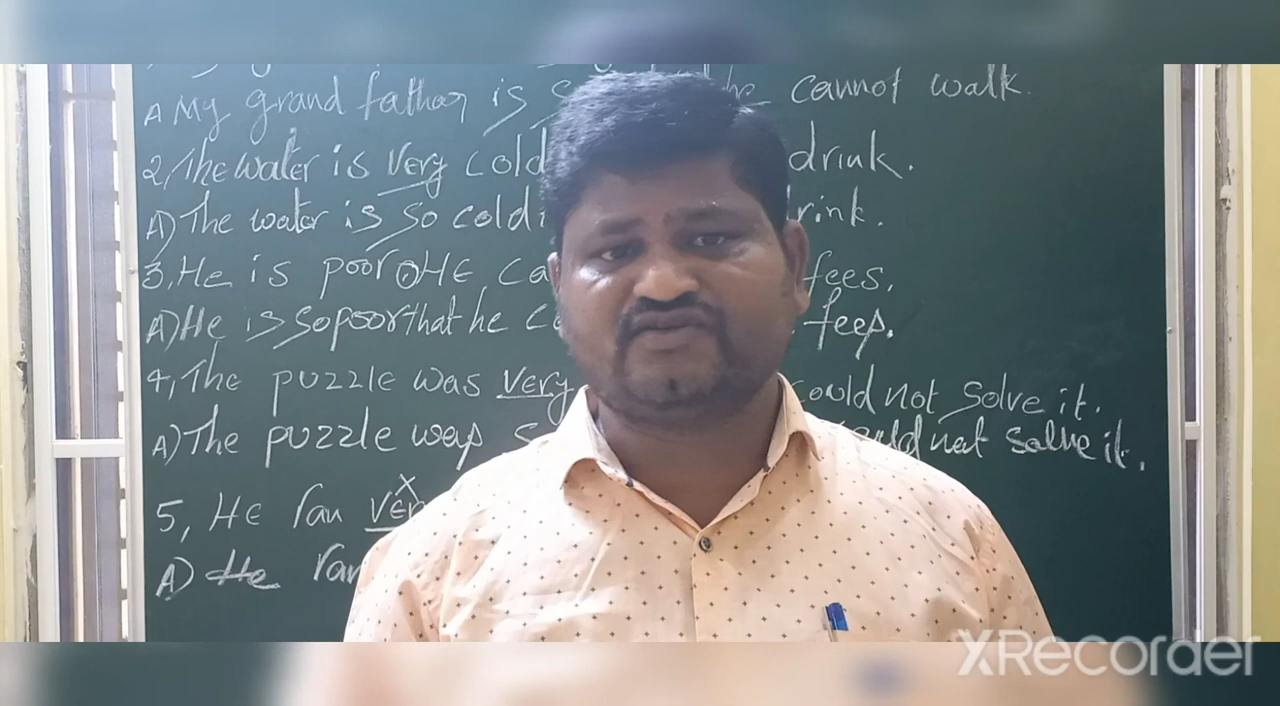 A My grand father is he cannot walk.
2, The water is very cold drink.
A) The water is so cold rink.
3, He is poor. HE ca fees.
A) He is so poor that he ca fees.
4, The puzzle was very could not solve it.
A) The puzzle was s could not solve it.
5, He ran ver
x
A) He ran
XRecorder